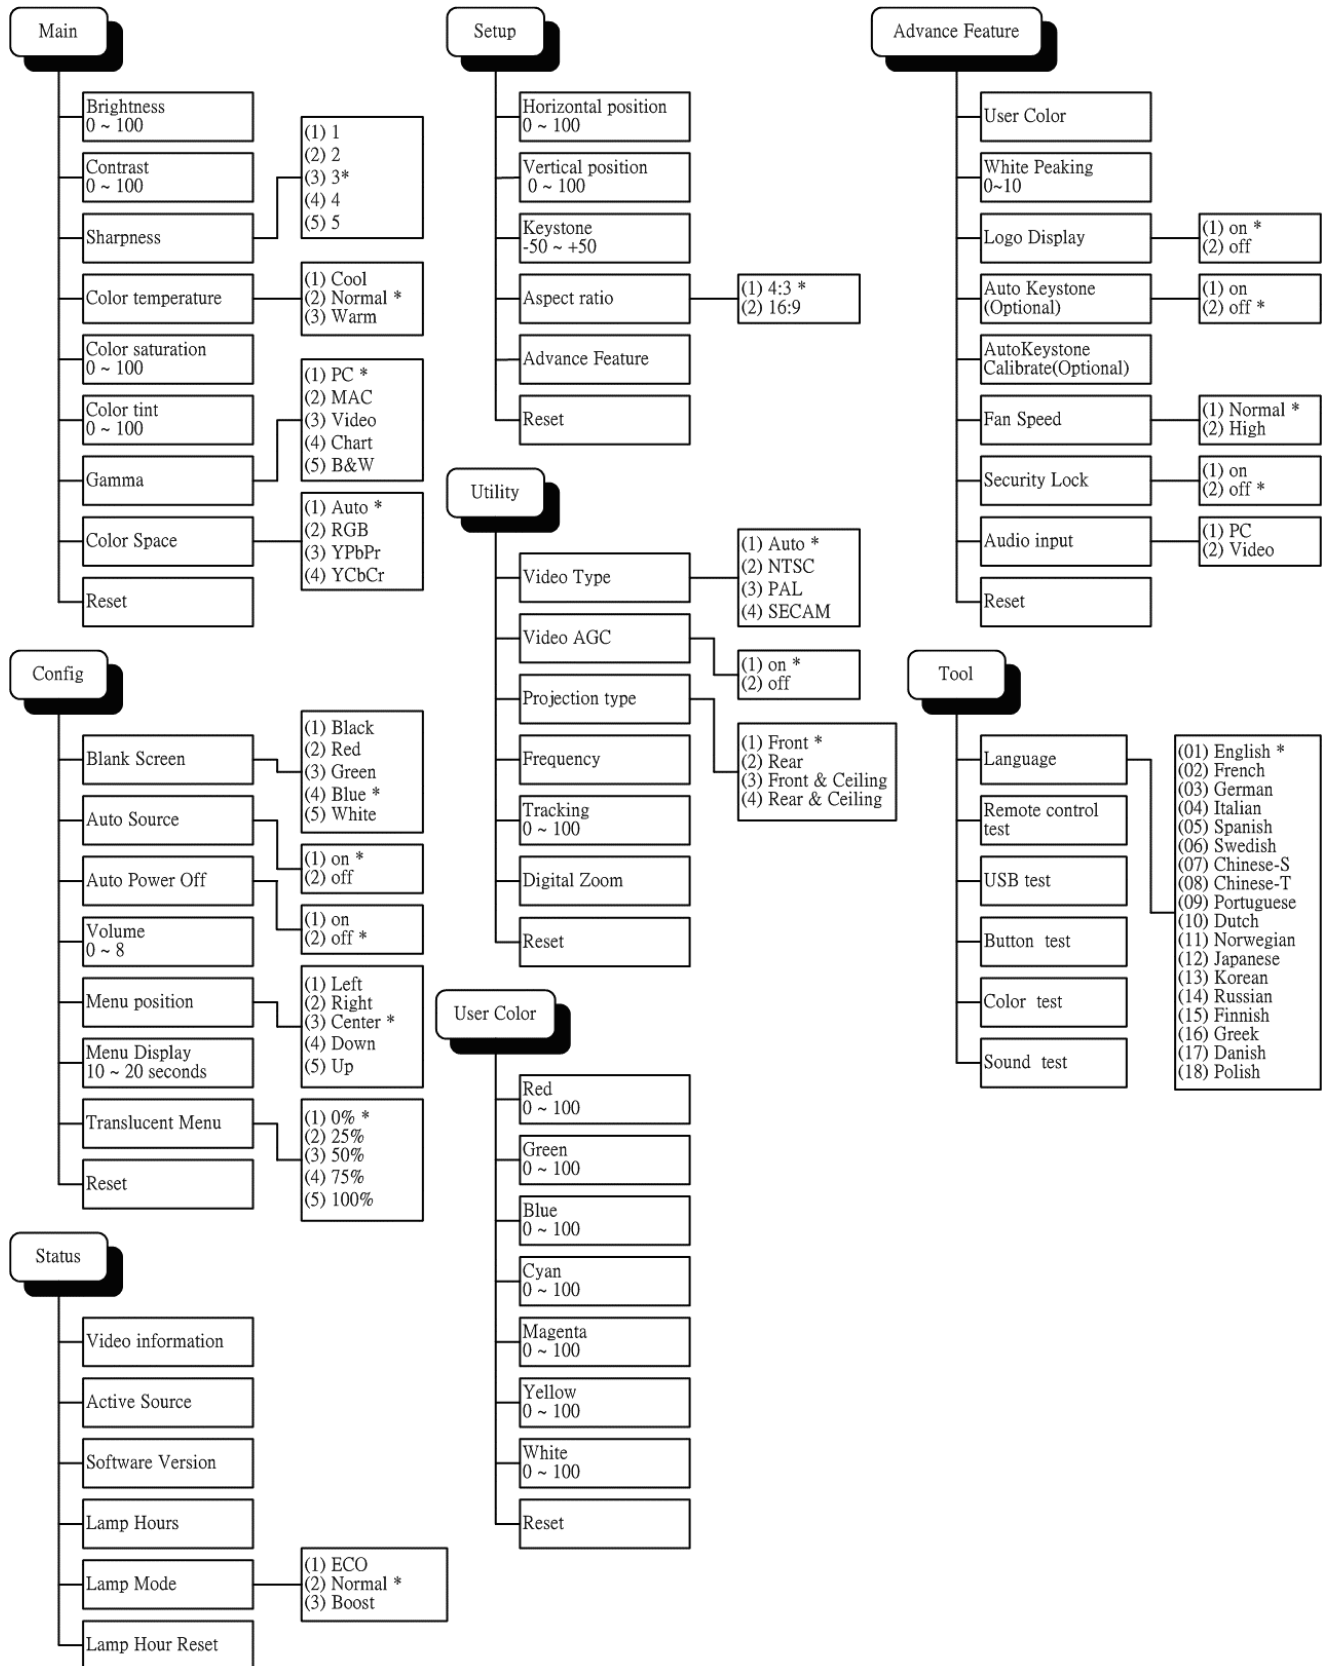 Main
Brightness
0 ~ 100
Contrast
0 ~ 100
Sharpness
(1) 1
(2) 2
(3) 3*
(4) 4
(5) 5
Color temperature
(1) Cool
(2) Normal *
(3) Warm
Color saturation
0 ~ 100
Color tint
0 ~ 100
Gamma
(1) PC *
(2) MAC
(3) Video
(4) Chart
(5) B&W
Color Space
(1) Auto *
(2) RGB
(3) YPbPr
(4) YCbCr
Reset
Config
Blank Screen
(1) Black
(2) Red
(3) Green
(4) Blue *
(5) White
Auto Source
(1) on *
(2) off
Auto Power Off
(1) on
(2) off *
Volume
0 ~ 8
Menu position
(1) Left
(2) Right
(3) Center *
(4) Down
(5) Up
Menu Display
10 ~ 20 seconds
Translucent Menu
(1) 0% *
(2) 25%
(3) 50%
(4) 75%
(5) 100%
Reset
Status
Video information
Active Source
Software Version
Lamp Hours
Lamp Mode
(1) ECO
(2) Normal *
(3) Boost
Lamp Hour Reset
Setup
Horizontal position
0 ~ 100
Vertical position
0 ~ 100
Keystone
-50 ~ +50
Aspect ratio
(1) 4:3 *
(2) 16:9
Advance Feature
Reset
Utility
Video Type
(1) Auto *
(2) NTSC
(3) PAL
(4) SECAM
Video AGC
(1) on *
(2) off
Projection type
(1) Front *
(2) Rear
(3) Front & Ceiling
(4) Rear & Ceiling
Frequency
Tracking
0 ~ 100
Digital Zoom
Reset
User Color
Red
0 ~ 100
Green
0 ~ 100
Blue
0 ~ 100
Cyan
0 ~ 100
Magenta
0 ~ 100
Yellow
0 ~ 100
White
0 ~ 100
Reset
Advance Feature
User Color
White Peaking
0~10
Logo Display
(1) on *
(2) off
Auto Keystone
(Optional)
(1) on
(2) off *
AutoKeystone
Calibrate(Optional)
Fan Speed
(1) Normal *
(2) High
Security Lock
(1) on
(2) off *
Audio input
(1) PC
(2) Video
Reset
Tool
Language
(01) English *
(02) French
(03) German
(04) Italian
(05) Spanish
(06) Swedish
(07) Chinese-S
(08) Chinese-T
(09) Portuguese
(10) Dutch
(11) Norwegian
(12) Japanese
(13) Korean
(14) Russian
(15) Finnish
(16) Greek
(17) Danish
(18) Polish
Remote control
test
USB test
Button test
Color test
Sound test